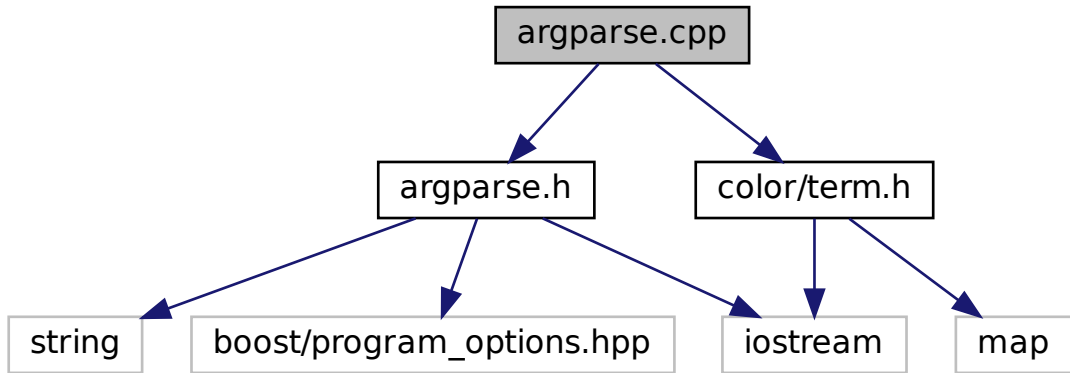 argparse.cpp
argparse.h
color/term.h
string
boost/program_options.hpp
iostream
map